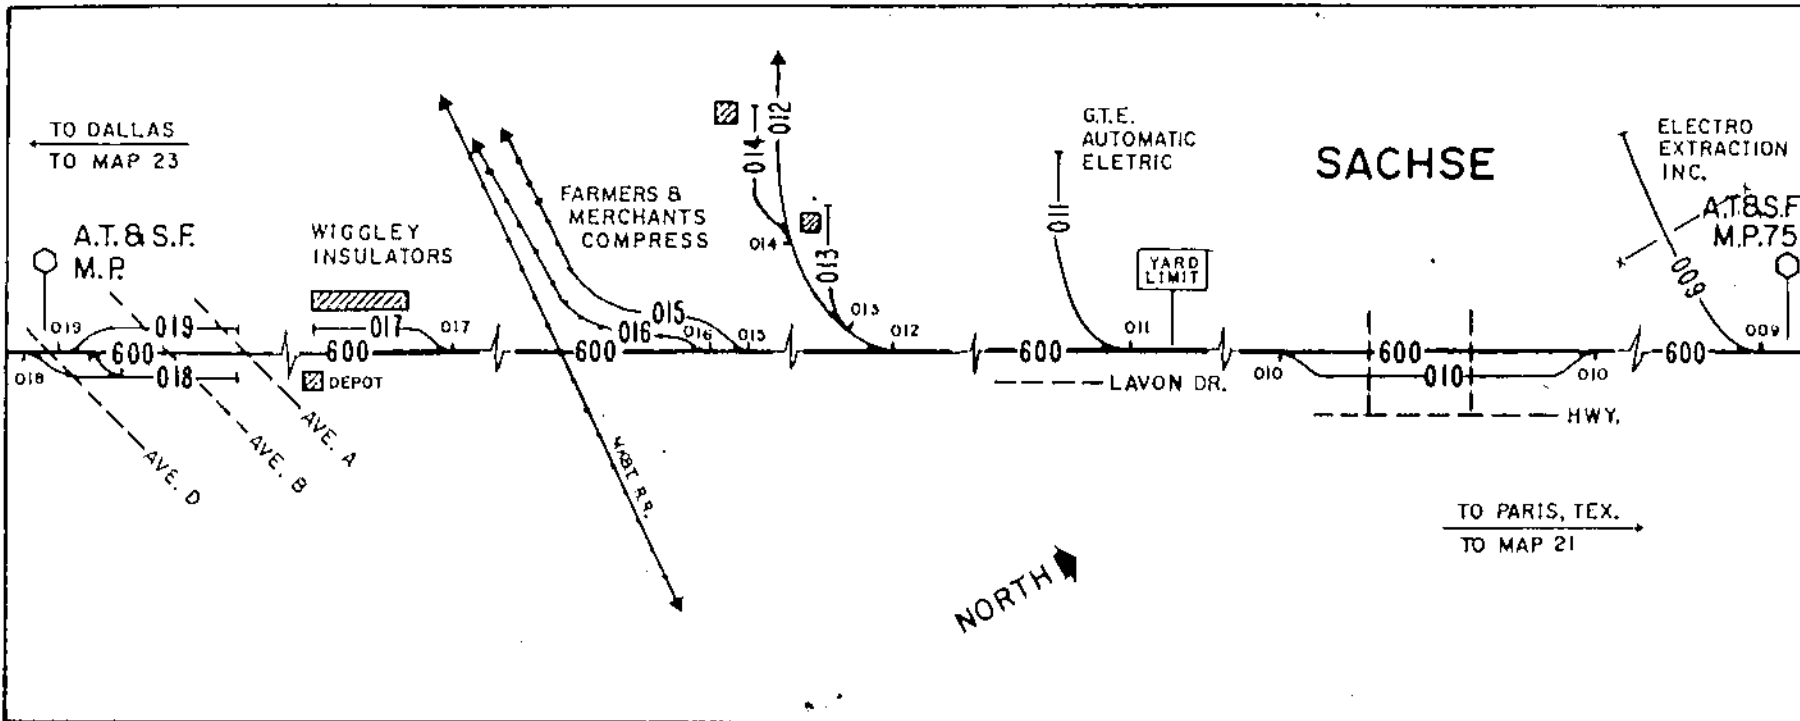 TO DALLAS
TO MAP 23
A.T. & S.F.
M.P.
WIGGLEY
INSULATORS
FARMERS &
MERCHANTS
COMPRESS
012
014
014
013
013
012
G.T.E.
AUTOMATIC
ELETRIC
011
011
YARD
LIMIT
SACHSE
ELECTRO
EXTRACTION
INC.
A.T.&S.F
M.P.75
009
009
019
019
017
017
015
016
016
015
600
600
600
600
600
600
018
018
DEPOT
010
010
010
LAVON DR.
HWY.
AVE. A
AVE. B
AVE. D
R.R.
TO PARIS, TEX.
TO MAP 21
NORTH